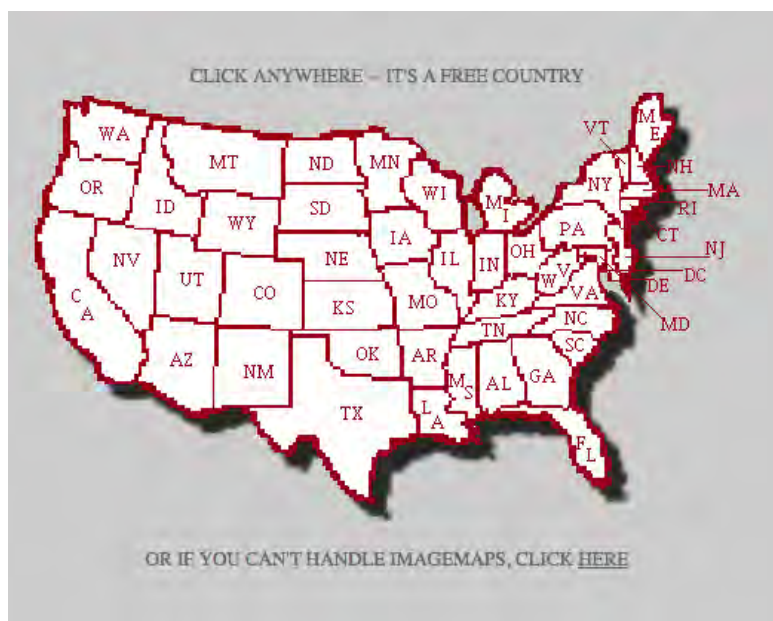 CLICK ANYWHERE – IT'S A FREE COUNTRY
ME
VT
WA
MT
ND
MN
NH
OR
ID
SD
WI
MI
NY
MA
WY
RI
IA
PA
CT
NV
NE
IL
IN
OH
NJ
UT
CO
WV
DC
CA
KS
MO
KY
VA
DE
TN
NC
MD
AZ
NM
OK
AR
SC
MS
AL
GA
TX
LA
FL
OR IF YOU CAN'T HANDLE IMAGEMAPS, CLICK HERE